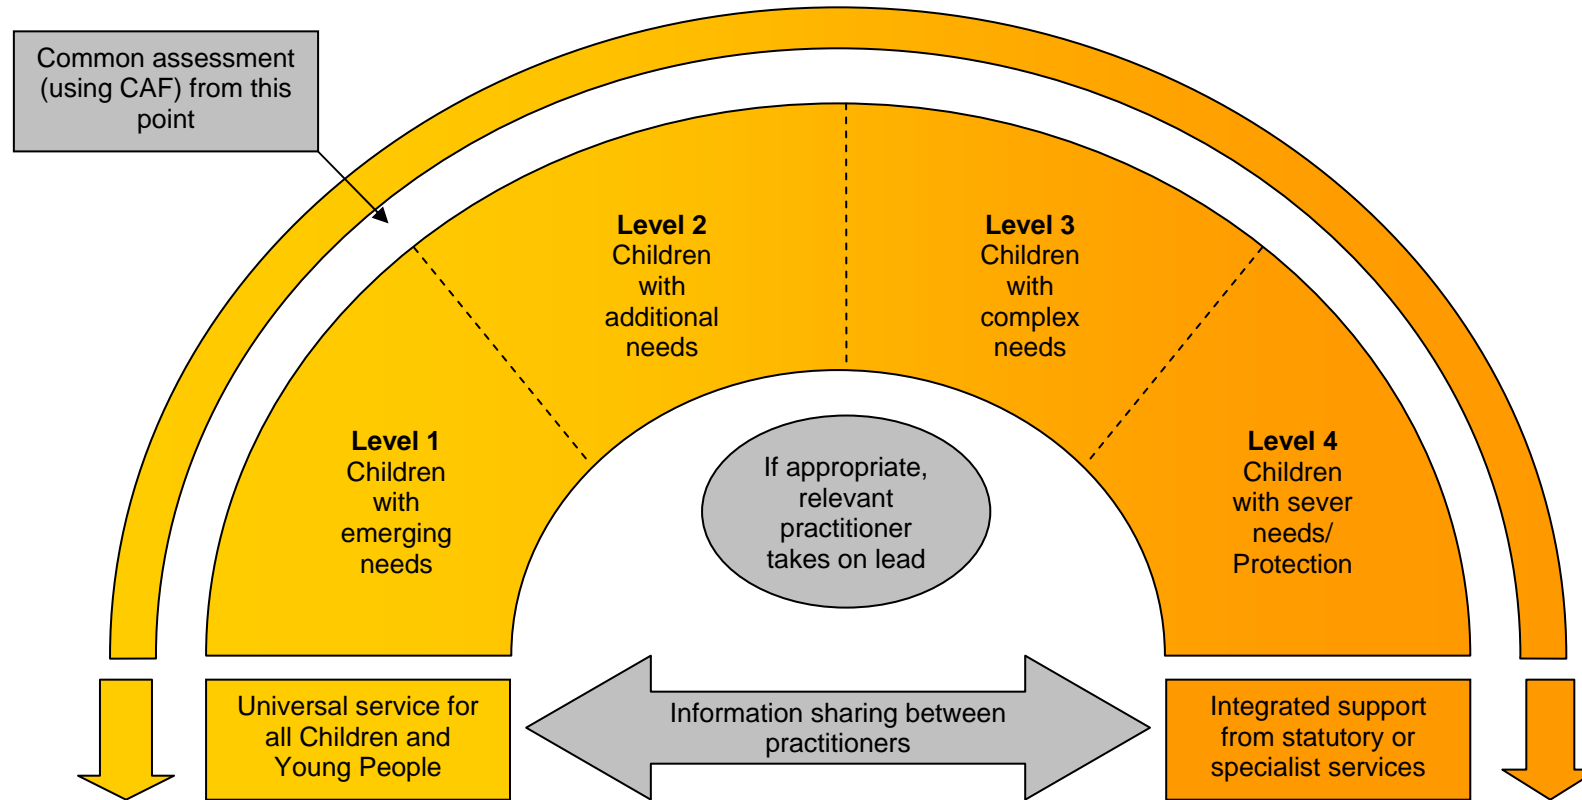 Common assessment
(using CAF) from this
point
Level 1
Children
with
emerging
needs
Level 2
Children
with
additional
needs
Level 3
Children
with
complex
needs
Level 4
Children
with sever
needs/
Protection
If appropriate,
relevant
practitioner
takes on lead
Universal service for
all Children and
Young People
Information sharing between
practitioners
Integrated support
from statutory or
specialist services